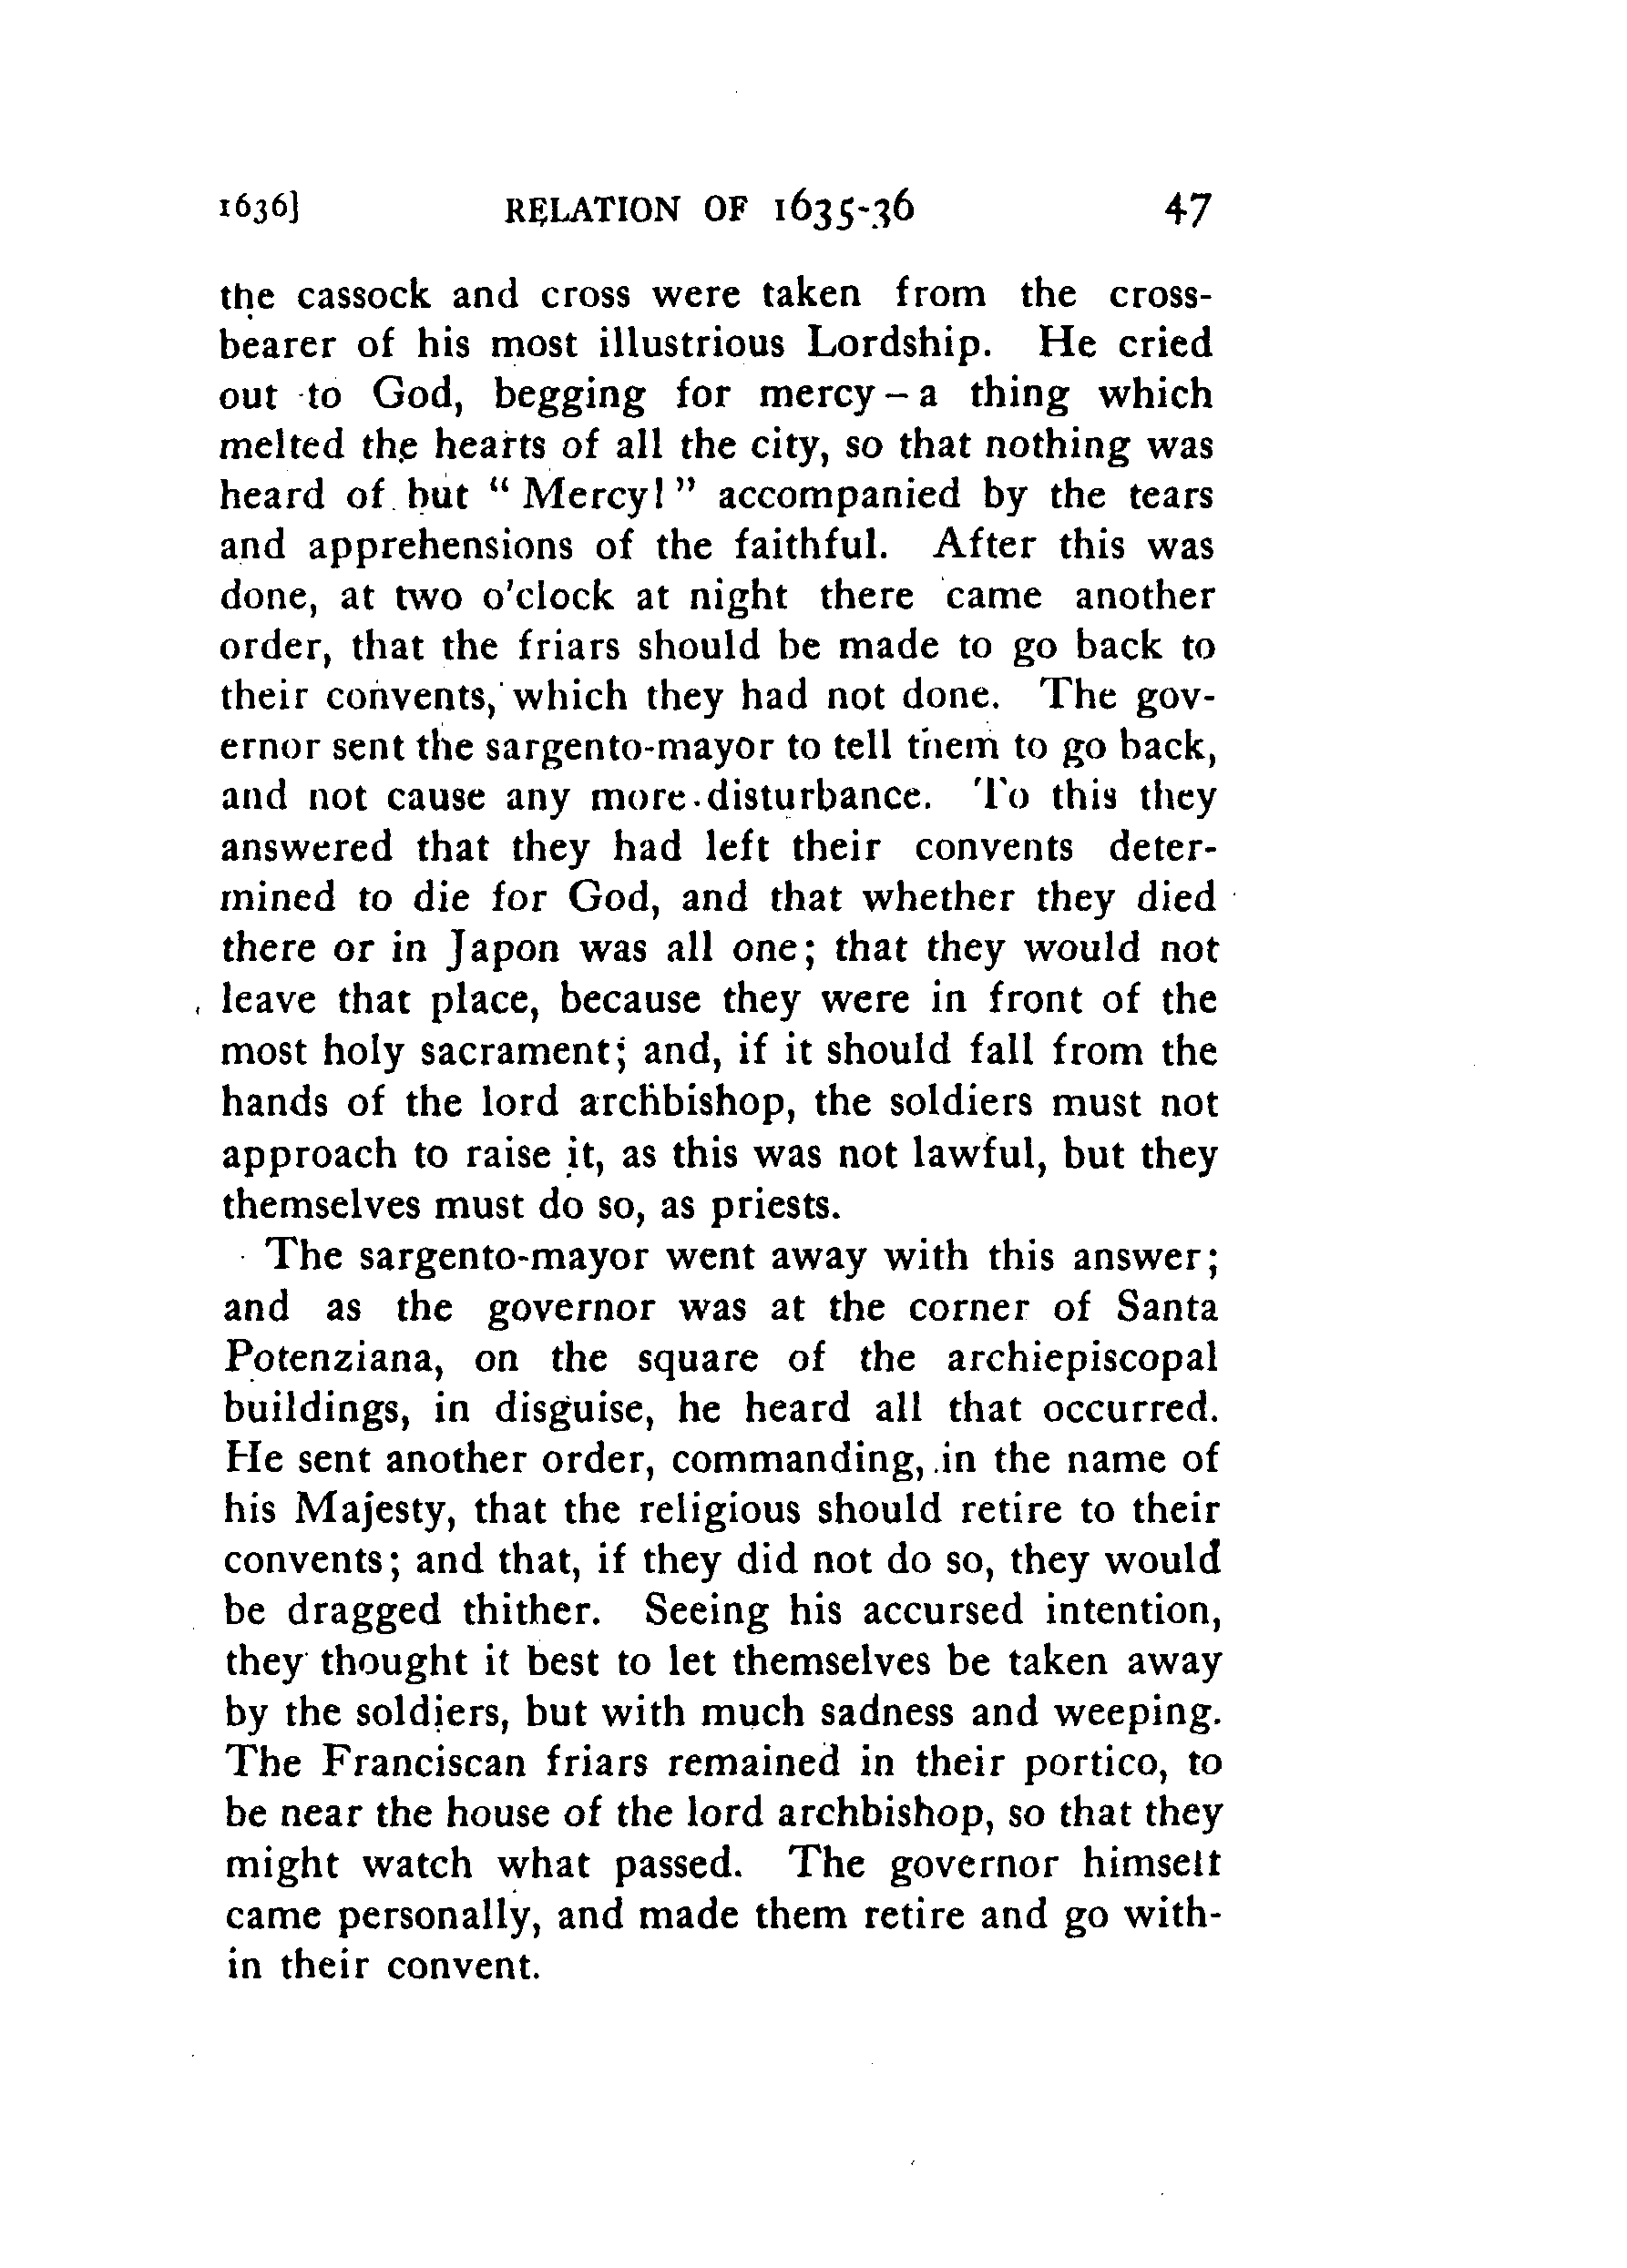 1636] RELATION OF 1635-36 47
the cassock and cross were taken from the cross-
bearer of his most illustrious Lordship. He cried
out to God, begging for mercy – a thing which
melted the hearts of all the city, so that nothing was
heard of but " Mercy! " accompanied by the tears
and apprehensions of the faithful. After this was
done, at two o'clock at night there came another
order, that the friars should be made to go back to
their convents, which they had not done. The gov-
ernor sent the sargento-mayor to tell them to go back,
and not cause any more disturbance. To this they
answered that they had left their convents deter-
mined to die for God, and that whether they died
there or in Japon was all one; that they would not
leave that place, because they were in front of the
most holy sacrament; and, if it should fall from the
hands of the lord archbishop, the soldiers must not
approach to raise it, as this was not lawful, but they
themselves must do so, as priests.
The sargento-mayor went away with this answer;
and as the governor was at the corner of Santa
Potenziana, on the square of the archiepiscopal
buildings, in disguise, he heard all that occurred.
He sent another order, commanding, in the name of
his Majesty, that the religious should retire to their
convents; and that, if they did not do so, they would
be dragged thither. Seeing his accursed intention,
they thought it best to let themselves be taken away
by the soldiers, but with much sadness and weeping.
The Franciscan friars remained in their portico, to
be near the house of the lord archbishop, so that they
might watch what passed. The governor himself
came personally, and made them retire and go with-
in their convent.